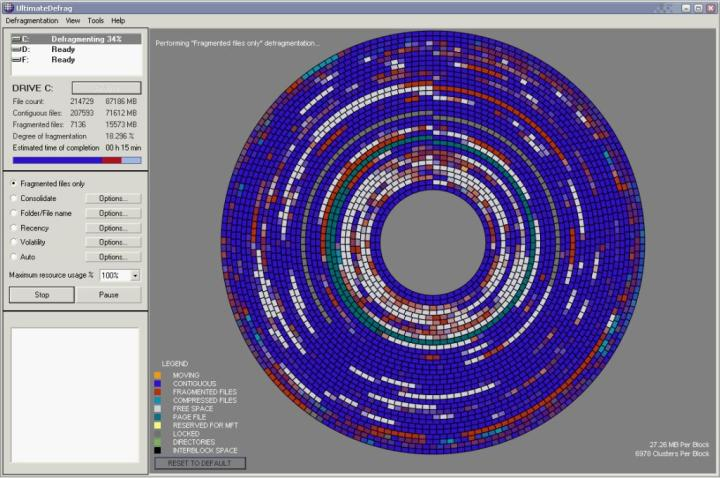 UltimateDefrag
Defragmentation View Tools Help
C: Defragmenting 34%
D: Ready
F: Ready
Performing "Fragmented files only" defragmentation...
DRIVE C:
File count: 214729 87186 MB
Contiguous files: 207593 71612 MB
Fragmented files: 7136 15573 MB
Degree of fragmentation 18.296 %
Estimated time of completion 00 h 15 min
Fragmented files only
Consolidate Options...
Folder/File name Options...
Recency Options...
Volatility Options...
Auto Options...
Maximum resource usage % 100%
Stop Pause
LEGEND
MOVING
CONTIGUOUS
FRAGMENTED FILES
COMPRESSED FILES
FREE SPACE
PAGE FILE
RESERVED FOR MFT
LOCKED
DIRECTORIES
INTERBLOCK SPACE
RESET TO DEFAULT
27.26 MB Per Block
6978 Clusters Per Block